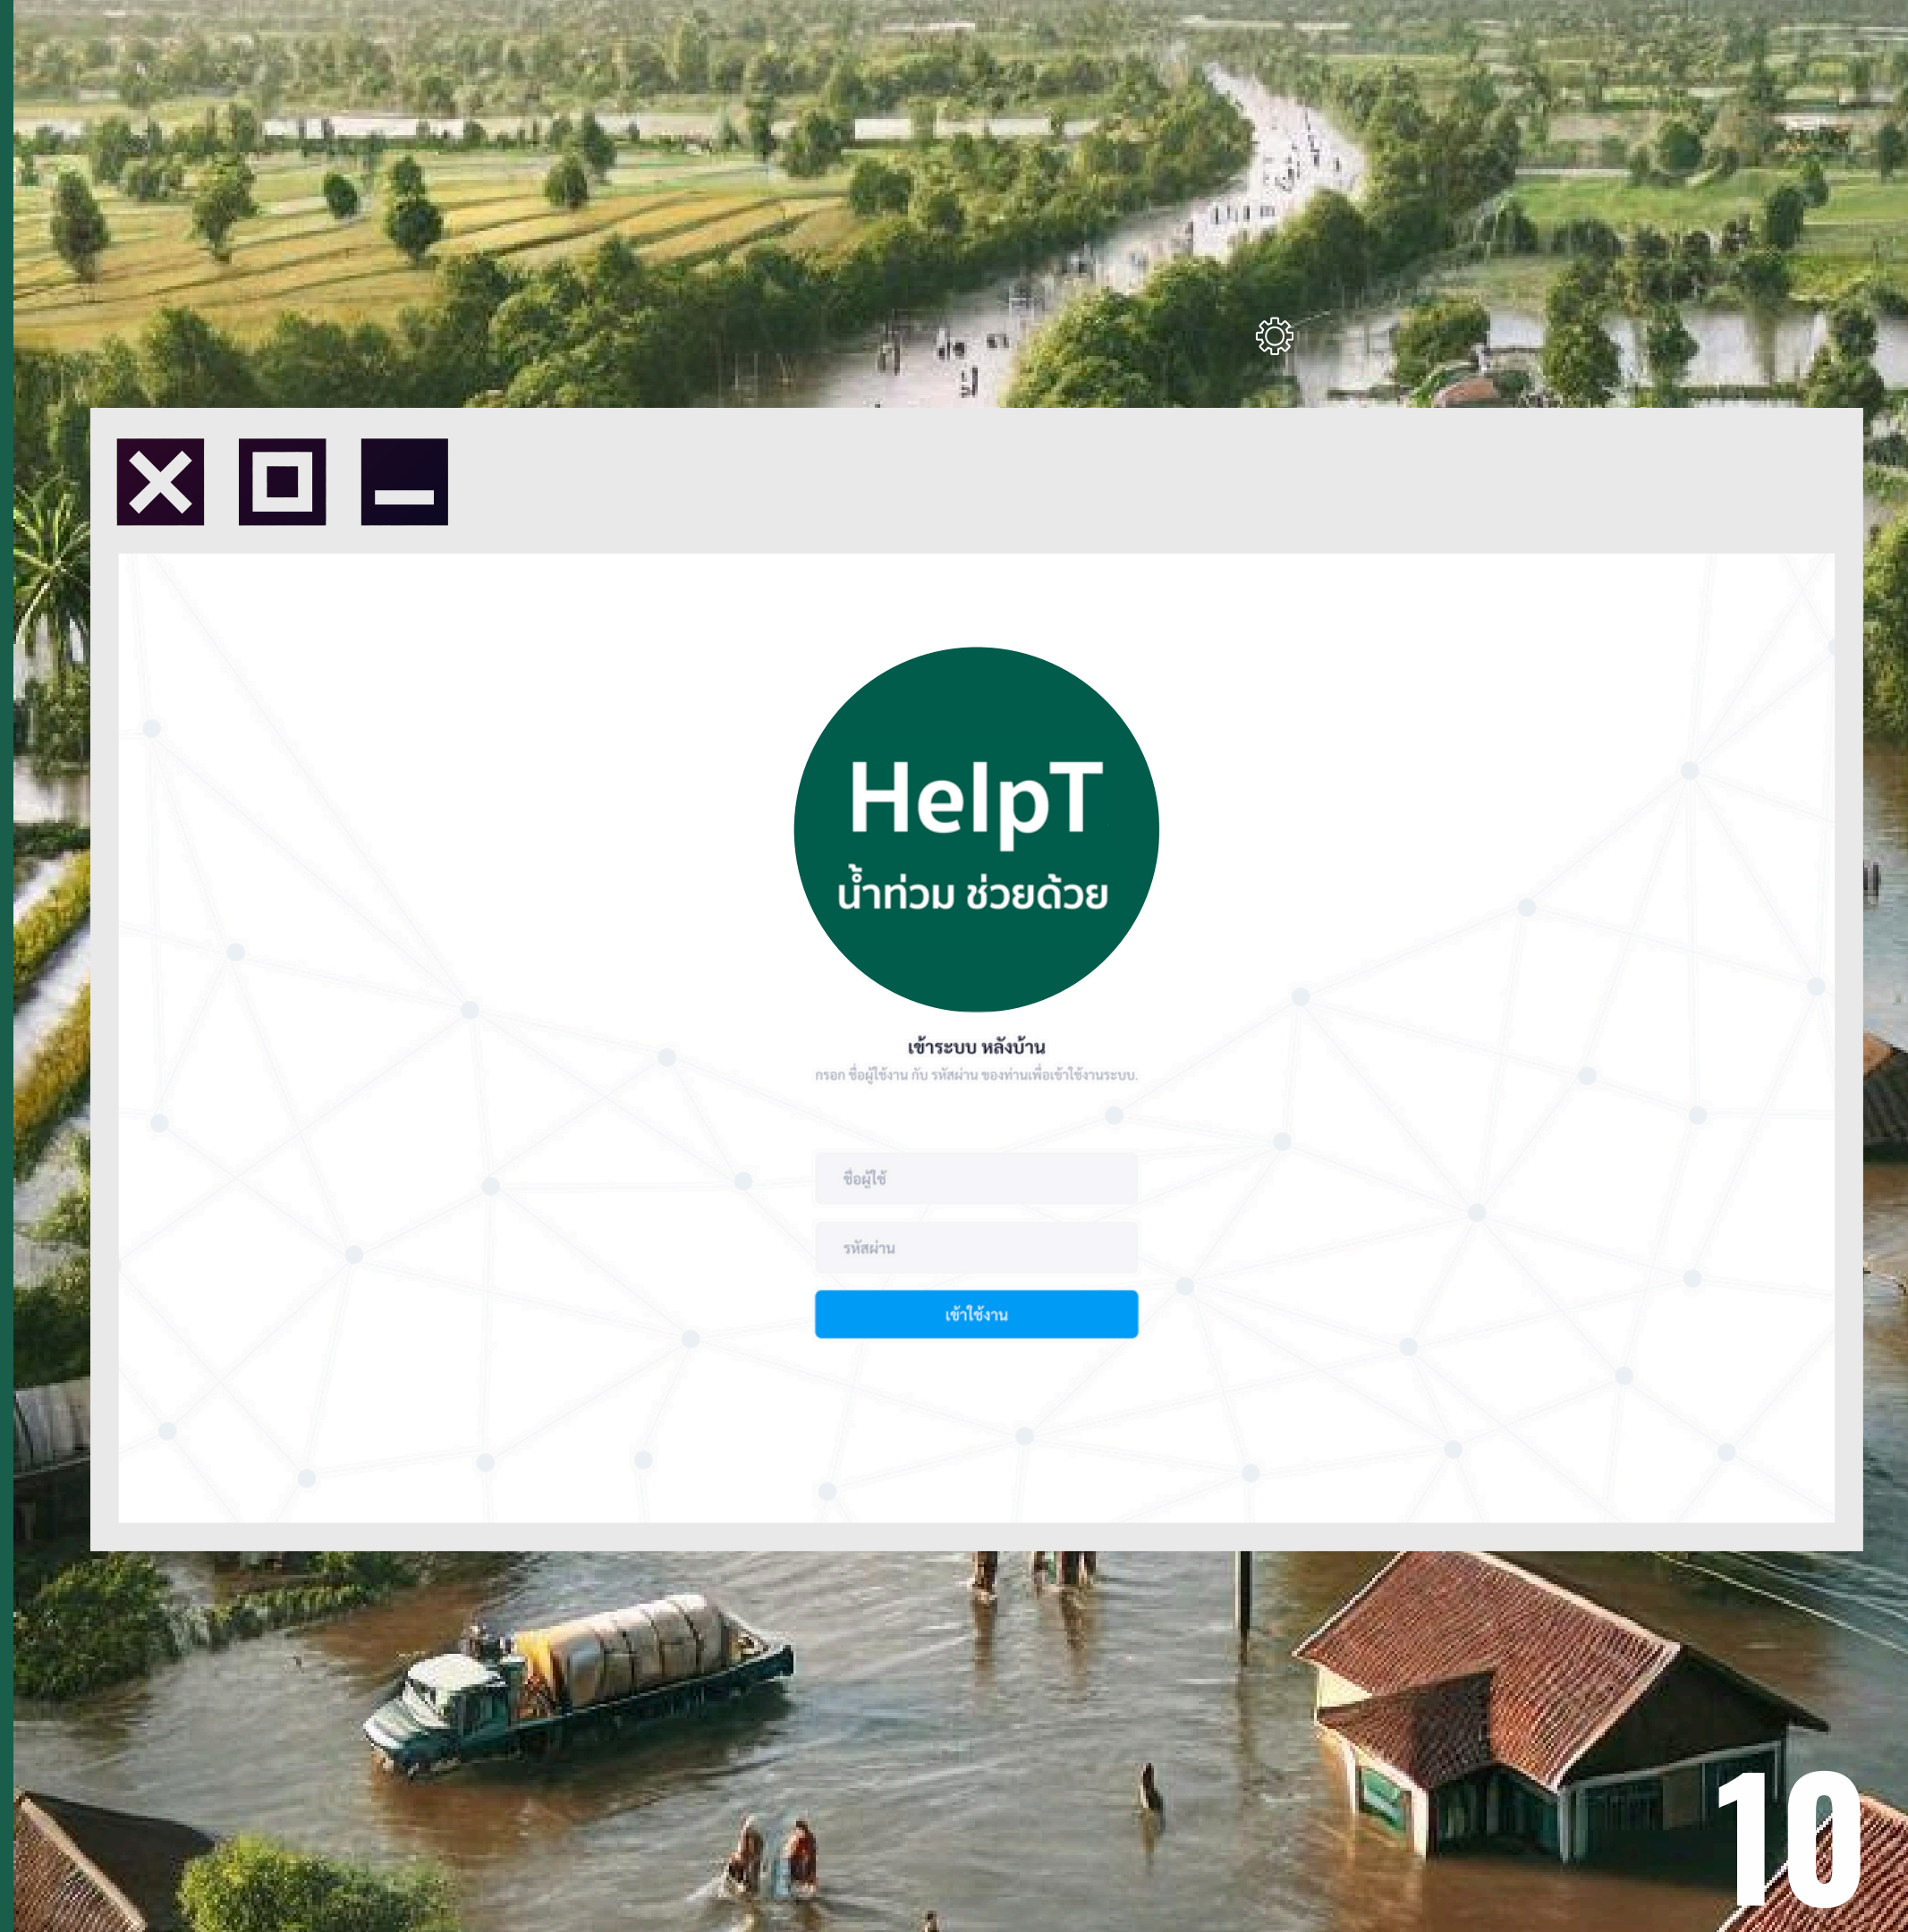 HelpT
น้ำท่วม ช่วยด้วย
เข้าระบบ หลังบ้าน
กรอก ชื่อผู้ใช้งาน กับ รหัสผ่าน ของท่านเพื่อเข้าใช้งานระบบ.
ชื่อผู้ใช้
รหัสผ่าน
เข้าใช้งาน
10